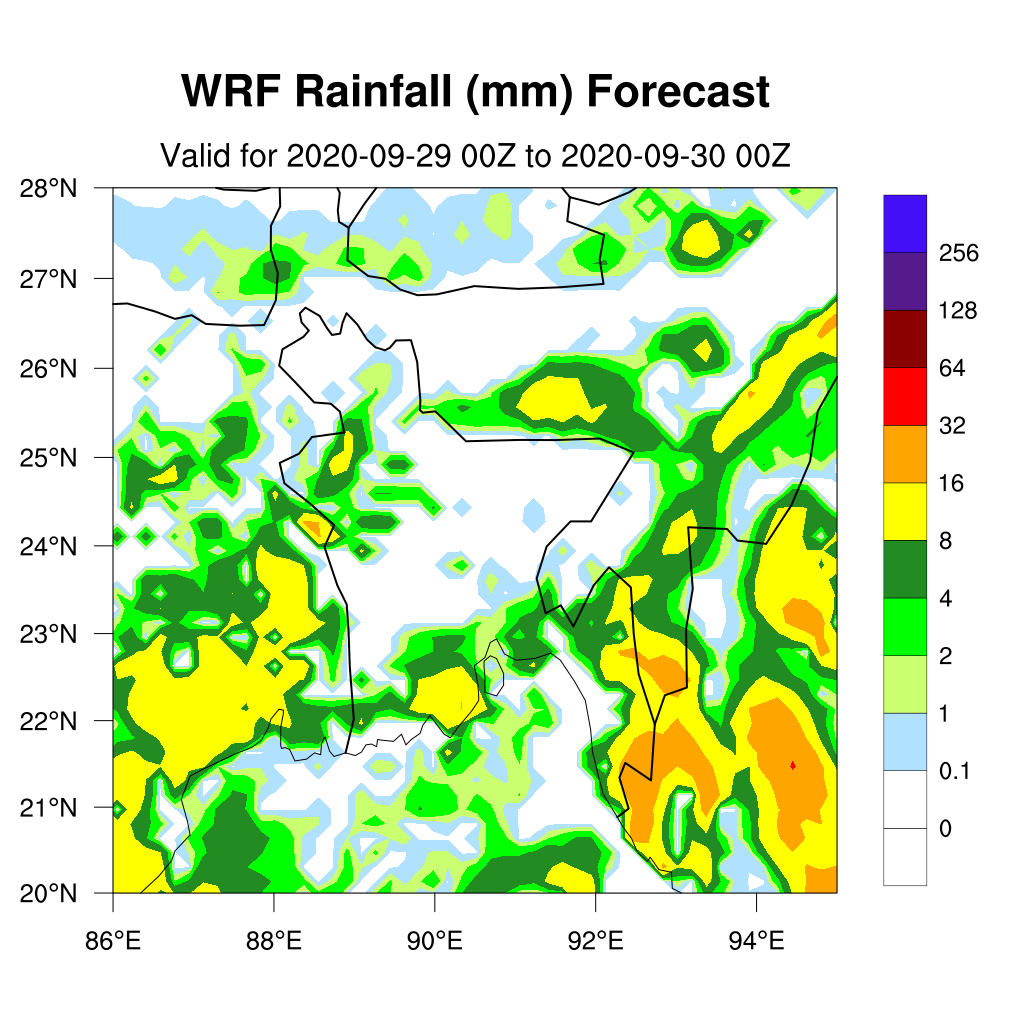 WRF Rainfall (mm) Forecast
Valid for 2020-09-29 00Z to 2020-09-30 00Z
28°N
27°N
26°N
25°N
24°N
23°N
22°N
21°N
20°N
86°E 88°E 90°E 92°E 94°E
256
128
64
32
16
8
4
2
1
0.1
0